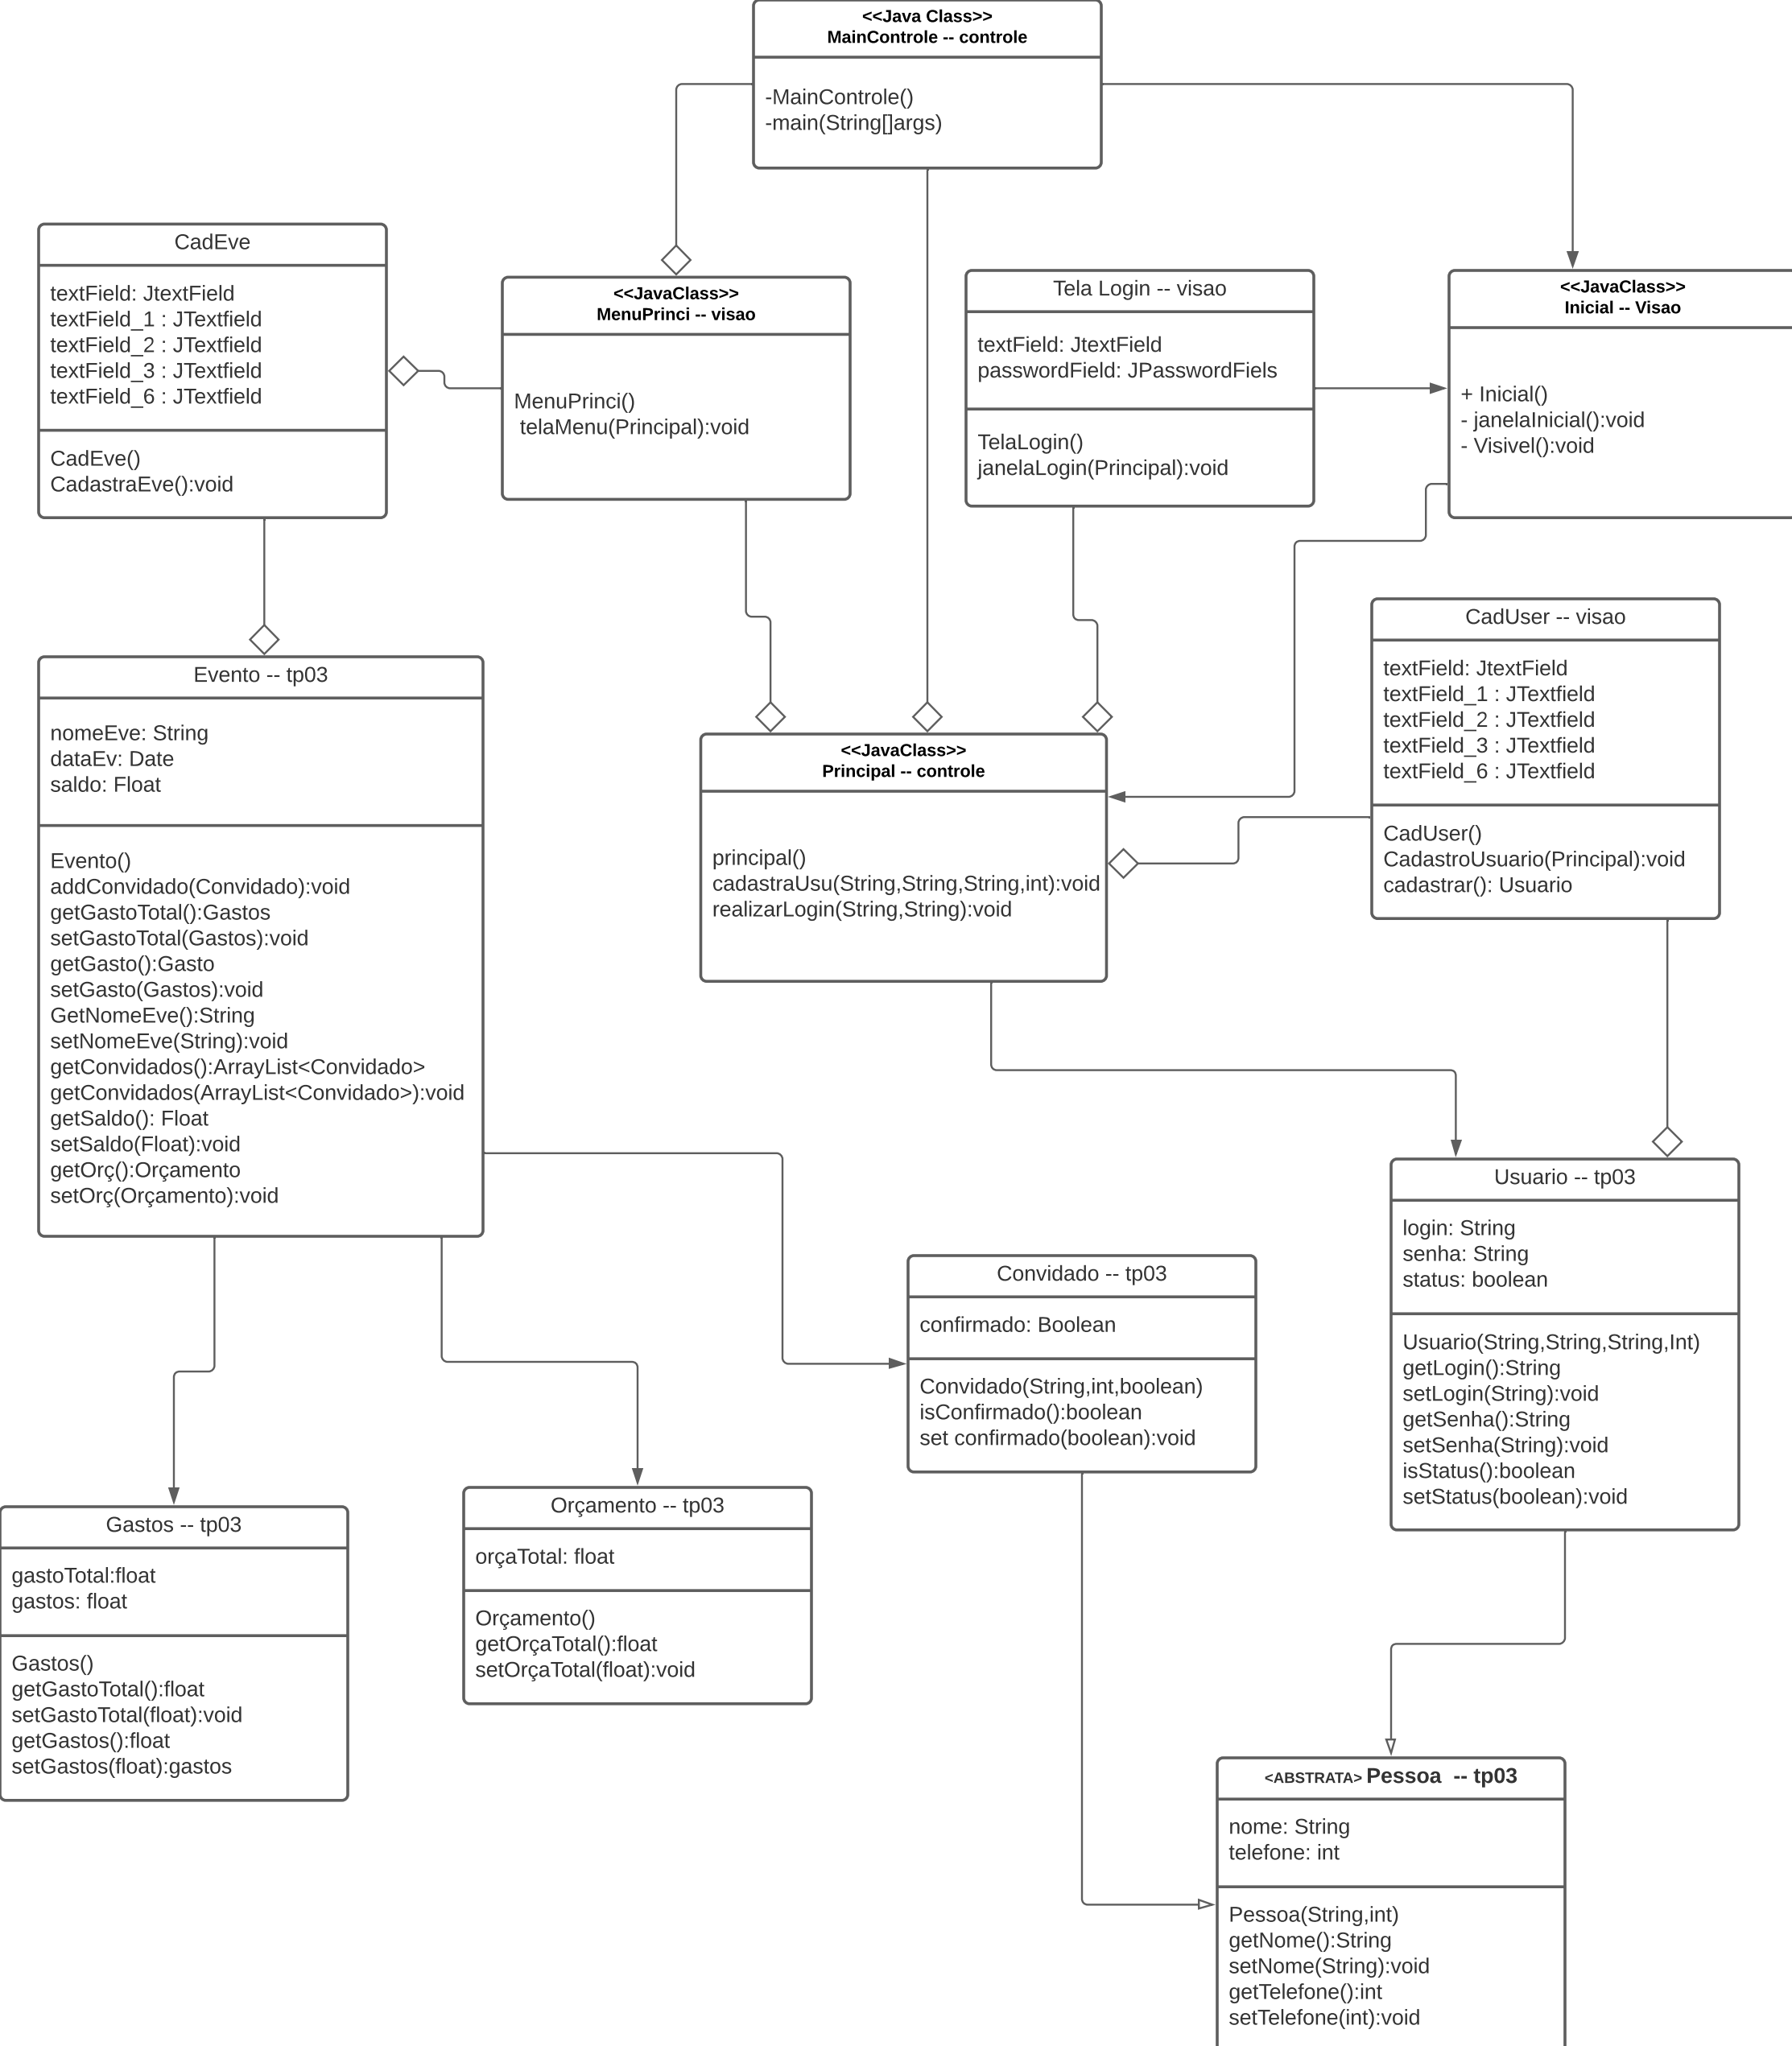 <<Java Class>>
MainControle -- controle
-MainControle()
-main(String[]args)
CadEve
textField: JtextField
textField_1 : JTextfield
textField_2 : JTextfield
textField_3 : JTextfield
textField_6 : JTextfield
CadEve()
CadastraEve():void
<<JavaClass>>
MenuPrinci -- visao
MenuPrinci()
telaMenu(Principal):void
Tela Login -- visao
textField: JtextField
passwordField: JPasswordFiels
TelaLogin()
janelaLogin(Principal):void
<<JavaClass>>
Inicial -- Visao
+ Inicial()
- janelaInicial():void
- Visivel():void
Evento -- tp03
nomeEve: String
dataEv: Date
saldo: Float
Evento()
addConvidado(Convidado):void
getGastoTotal():Gastos
setGastoTotal(Gastos):void
getGasto():Gasto
setGasto(Gastos):void
GetNomeEve():String
setNomeEve(String):void
getConvidados():ArrayList<Convidado>
getConvidados(ArrayList<Convidado>):void
getSaldo(): Float
setSaldo(Float):void
getOrç():Orçamento
setOrç(Orçamento):void
<<JavaClass>>
Principal -- controle
principal()
cadastraUsu(String,String,String,int):void
realizarLogin(String,String):void
CadUser -- visao
textField: JtextField
textField_1 : JTextfield
textField_2 : JTextfield
textField_3 : JTextfield
textField_6 : JTextfield
CadUser()
CadastroUsuario(Principal):void
cadastrar(): Usuario
Usuario -- tp03
login: String
senha: String
status: boolean
Usuario(String,String,String,Int)
getLogin():String
setLogin(String):void
getSenha():String
setSenha(String):void
isStatus():boolean
setStatus(boolean):void
Convidado -- tp03
confirmado: Boolean
Convidado(String,int,boolean)
isConfirmado():boolean
set confirmado(boolean):void
Gastos -- tp03
gastoTotal:float
gastos: float
Gastos()
getGastoTotal():float
setGastoTotal(float):void
getGastos():float
setGastos(float):gastos
Orçamento -- tp03
orçaTotal: float
Orçamento()
getOrçaTotal():float
setOrçaTotal(float):void
<ABSTRATA> Pessoa -- tp03
nome: String
telefone: int
Pessoa(String,int)
getNome():String
setNome(String):void
getTelefone():int
setTelefone(int):void